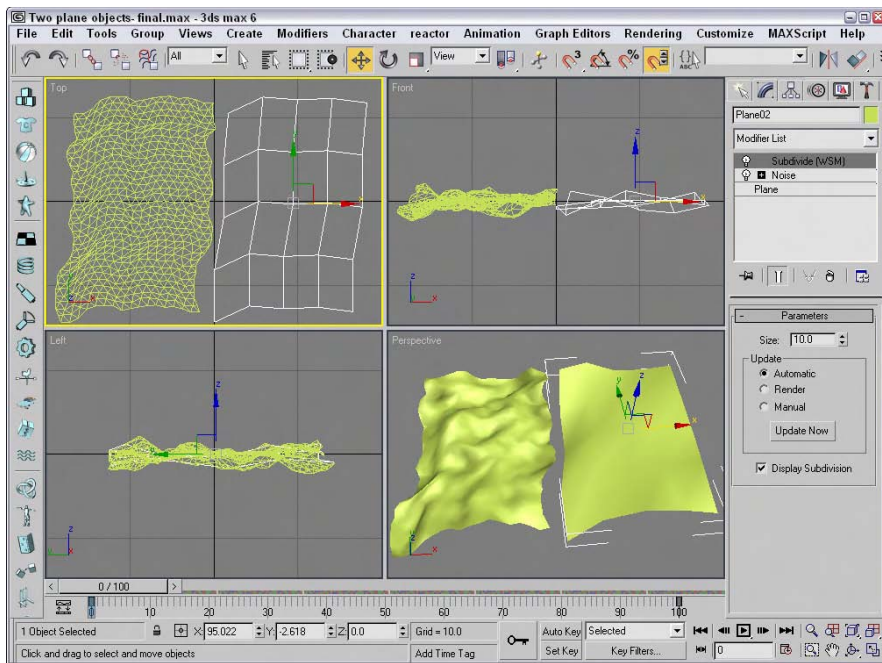 Two plane objects- final.max - 3ds max 6
File Edit Tools Group Views Create Modifiers Character reactor Animation Graph Editors Rendering Customize MAXScript Help
All
View
3
%
ABC
Top
y
x
z
x
Front
z
x
z
x
Plane02
Modifier List
Subdivide (WSM)
Noise
Plane
Left
z
y
z
Perspective
y
z
x
z
x
- Parameters
Size: 10.0
Update
Automatic
Render
Manual
Update Now
Display Subdivision
< 0 / 100 >
0 10 20 30 40 50 60 70 80 90 100
1 Object Selected X: 95.022 Y: -2.618 Z: 0.0 Grid = 10.0 Auto Key Selected
Click and drag to select and move objects Add Time Tag Set Key Key Filters... 0